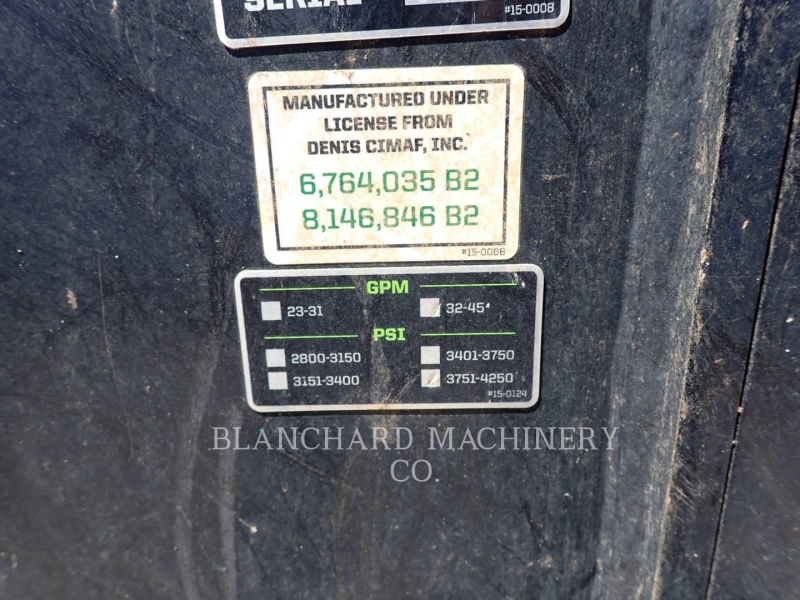 SERIAL
#15-0008
MANUFACTURED UNDER
LICENSE FROM
DENIS CIMAF, INC.
6,764,035 B2
8,146,846 B2
#15-0068
GPM
23-31 32-45
PSI
2800-3150 3401-3750
3151-3400 3751-4250
#15-0124
BLANCHARD MACHINERY
CO.